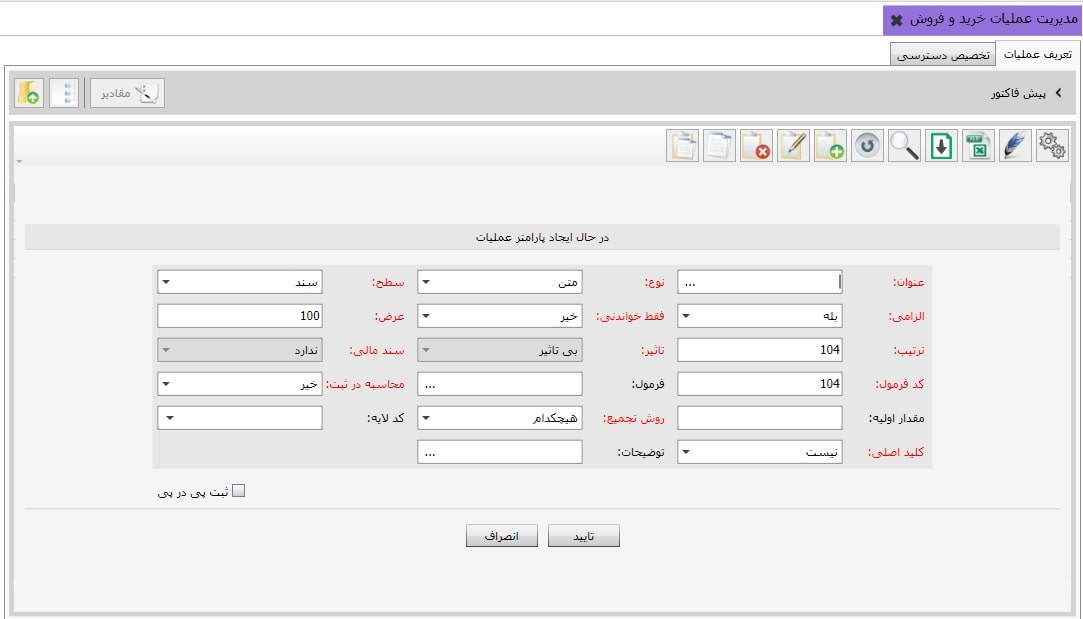 مدیریت عملیات خرید و فروش
تعریف عملیات تخصیص دسترسی
پیش فاکتور مقادیر
در حال ایجاد پارامتر عملیات
عنوان: ... نوع: متن سطح: سند
الزامی: بله فقط خواندنی: خیر عرض: 100
ترتیب: 104 تاثیر: بی تاثیر سند مالی: ندارد
کد فرمول: 104 فرمول: ... محاسبه در ثبت: خیر
مقدار اولیه: روش تجمیع: هیچکدام کد لایه:
کلید اصلی: نیست توضیحات: ...
ثبت پی در پی
تایید انصراف